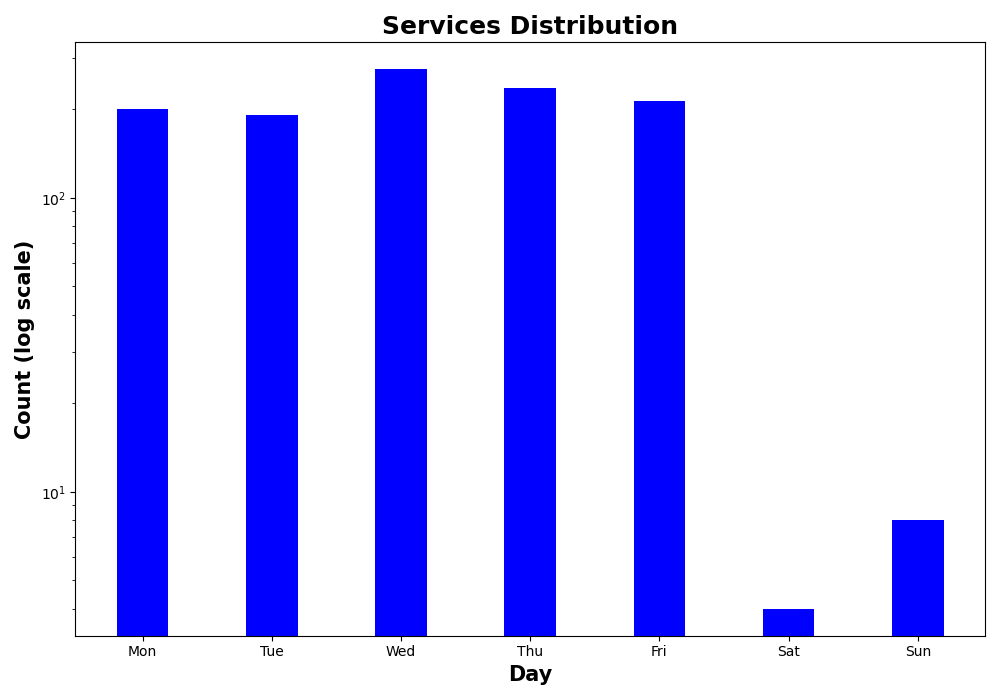 Services Distribution
Count (log scale)
10²
10¹
Mon Tue Wed Thu Fri Sat Sun
Day